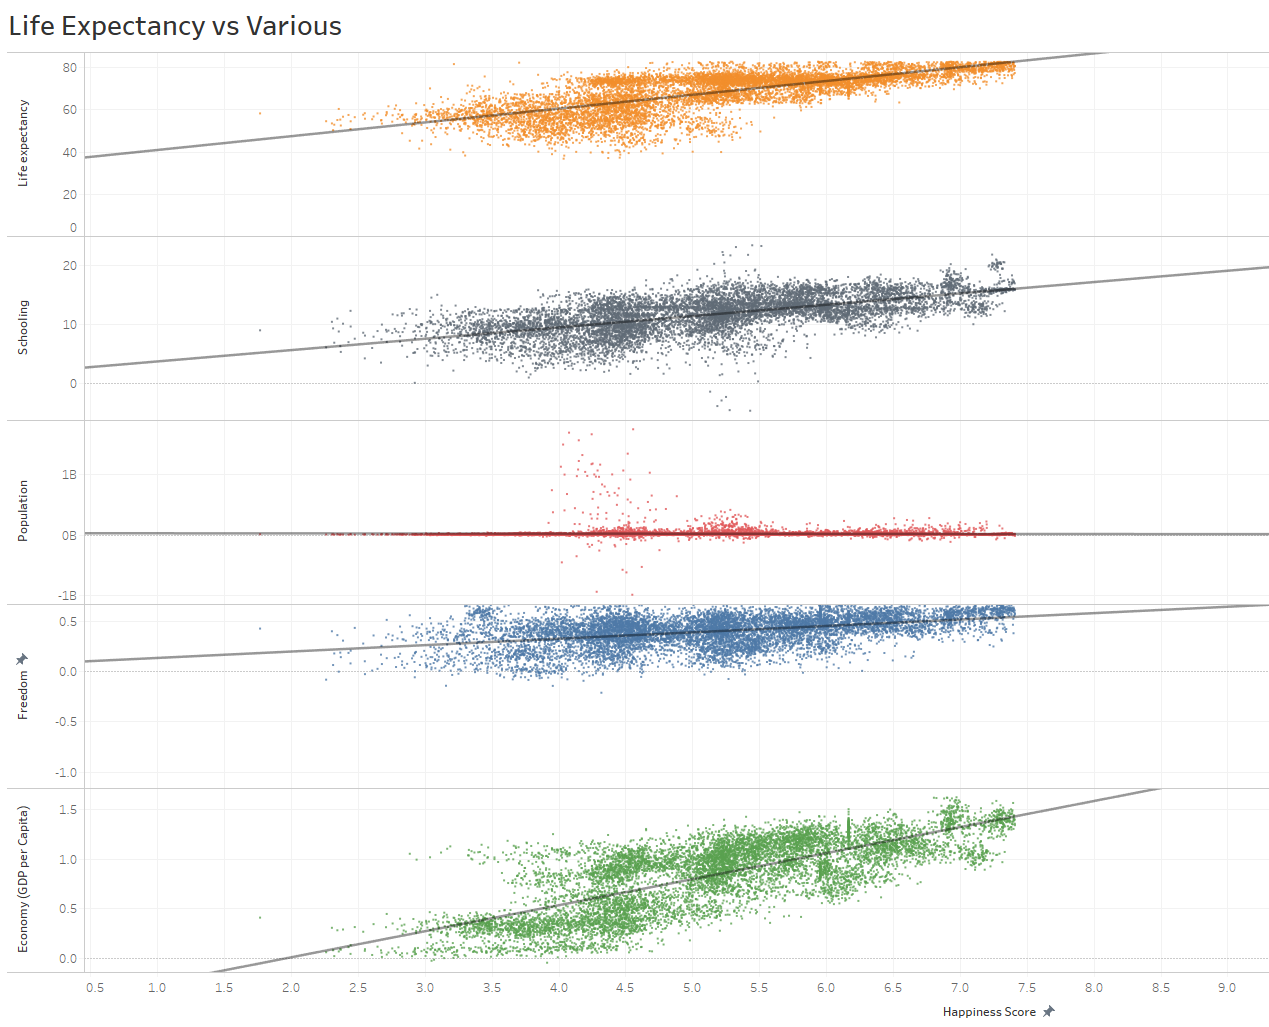 Life Expectancy vs Various
80
60
40
20
0
Life expectancy
20
10
0
Schooling
1B
0B
-1B
Population
0.5
0.0
-0.5
-1.0
Freedom
1.5
1.0
0.5
0.0
Economy (GDP per Capita)
0.5 1.0 1.5 2.0 2.5 3.0 3.5 4.0 4.5 5.0 5.5 6.0 6.5 7.0 7.5 8.0 8.5 9.0
Happiness Score